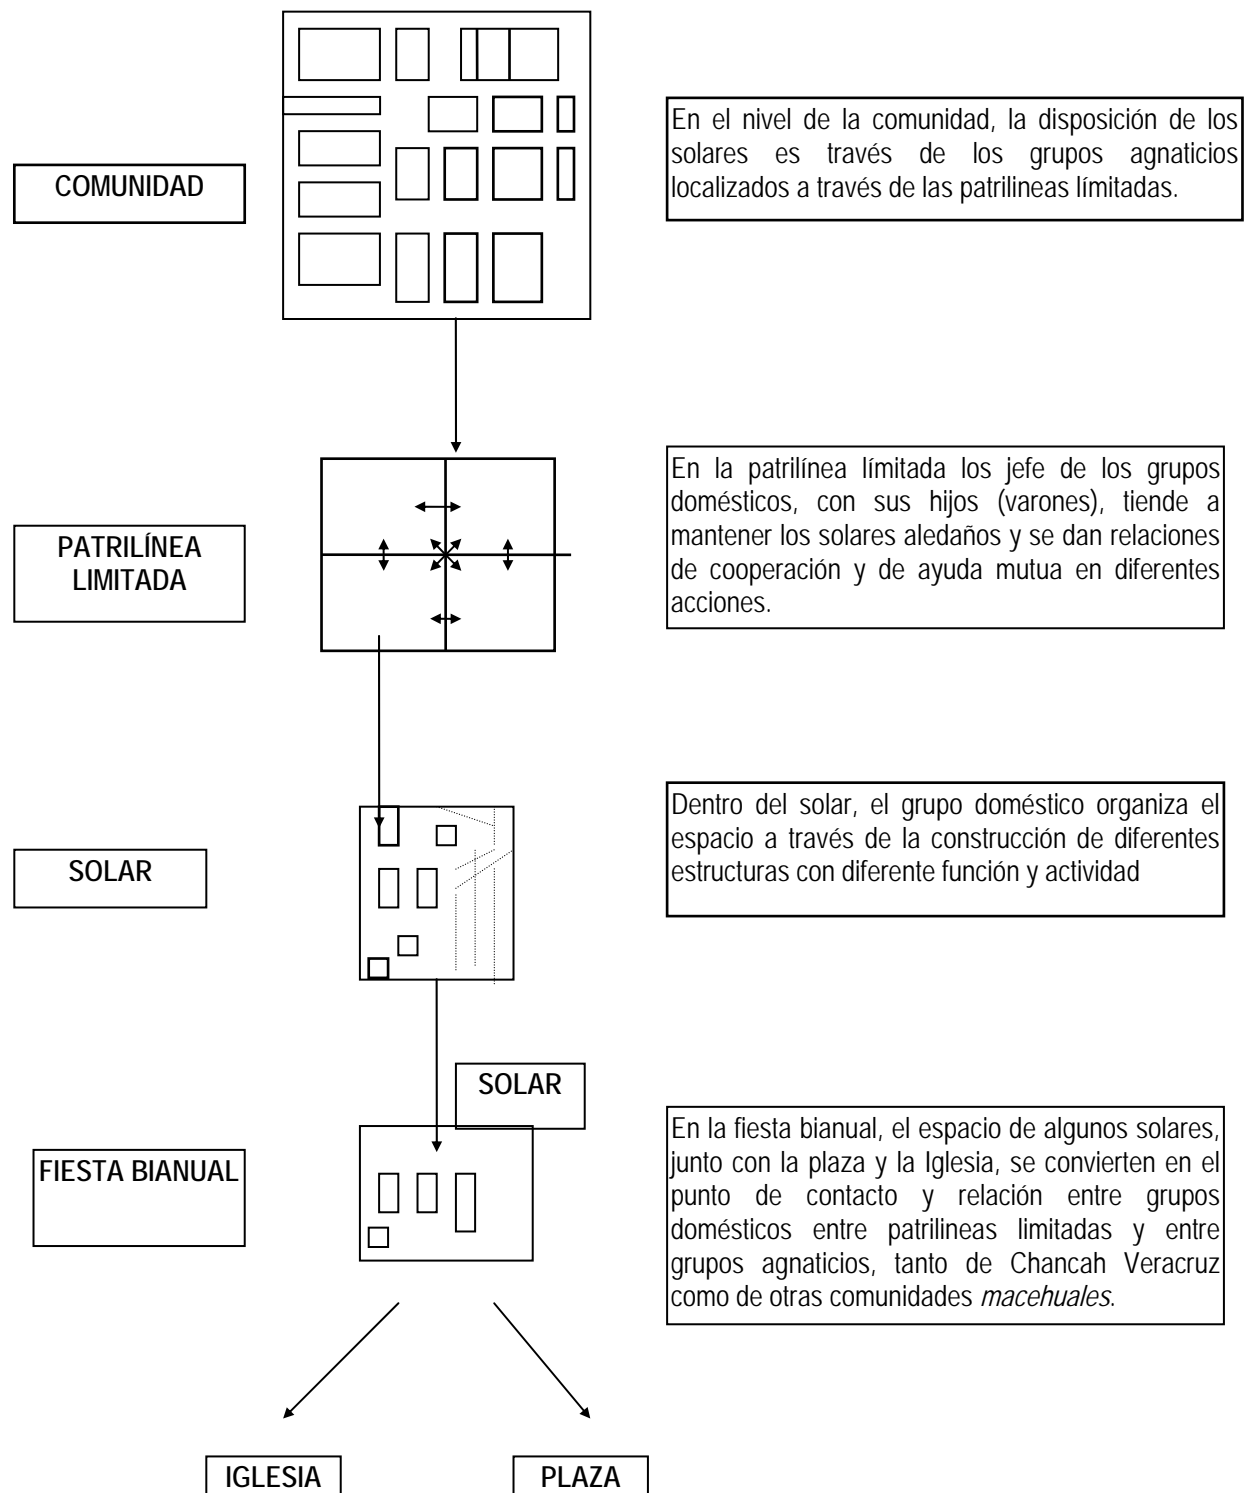 COMUNIDAD
En el nivel de la comunidad, la disposición de los
solares es través de los grupos agnaticios
localizados a través de las patrilineas límitadas.
PATRILÍNEA
LIMITADA
En la patrilínea límitada los jefe de los grupos
domésticos, con sus hijos (varones), tiende a
mantener los solares aledaños y se dan relaciones
de cooperación y de ayuda mutua en diferentes
acciones.
SOLAR
Dentro del solar, el grupo doméstico organiza el
espacio a través de la construcción de diferentes
estructuras con diferente función y actividad
SOLAR
FIESTA BIANUAL
En la fiesta bianual, el espacio de algunos solares,
junto con la plaza y la Iglesia, se convierten en el
punto de contacto y relación entre grupos
domésticos entre patrilineas limitadas y entre
grupos agnaticios, tanto de Chancah Veracruz
como de otras comunidades macehuales.
IGLESIA
PLAZA